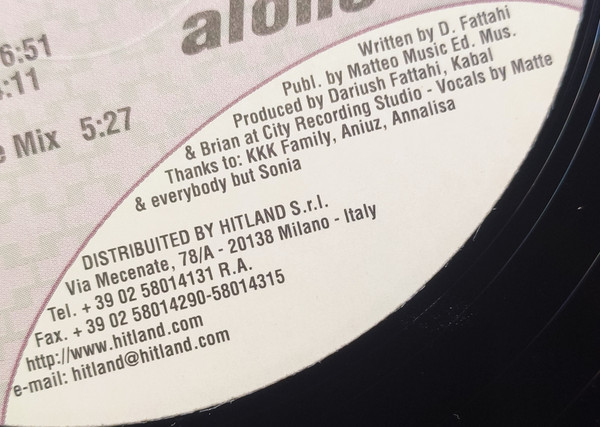 alone
6:51
:11
Mix 5:27
Written by D. Fattahi
Publ. by Matteo Music Ed. Mus.
Produced by Dariush Fattahi, Kabal
& Brian at City Recording Studio - Vocals by Matte
Thanks to: KKK Family, Aniuz, Annalisa
& everybody but Sonia
DISTRIBUITED BY HITLAND S.r.l.
Via Mecenate, 78/A - 20138 Milano - Italy
Tel. + 39 02 58014131 R.A.
Fax. + 39 02 58014290-58014315
http://www.hitland.com
e-mail: hitland@hitland.com